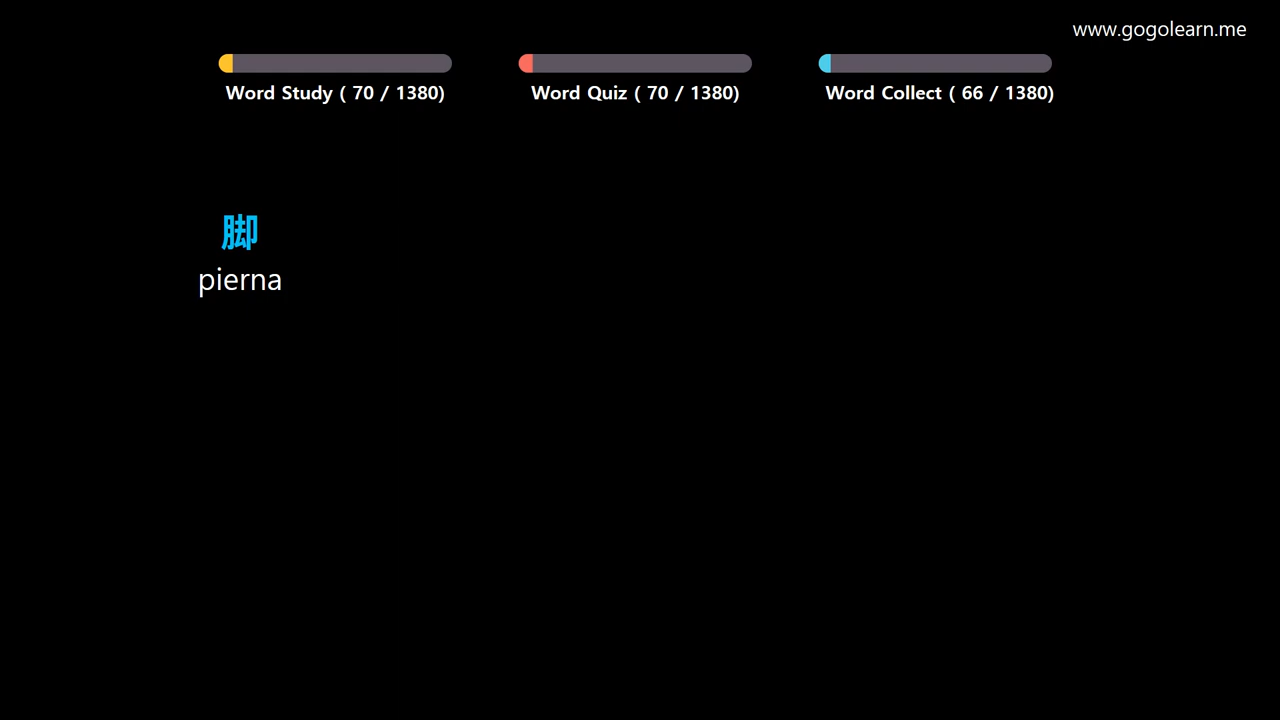 www.gogolearn.me
Word Study ( 70 / 1380)
Word Quiz ( 70 / 1380)
Word Collect ( 66 / 1380)
脚
pierna